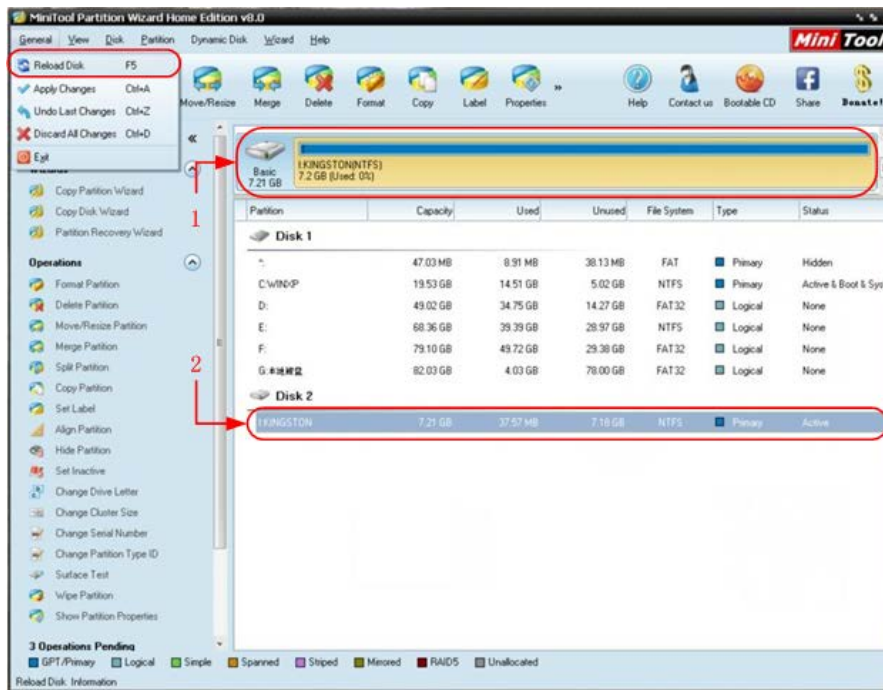 MiniTool Partition Wizard Home Edition v8.0
General View Disk Partition Dynamic Disk Wizard Help
Mini Tool
Reload Disk F5
Apply Changes Ctrl+A
Undo Last Changes Ctrl+Z
Discard All Changes Ctrl+D
Exit
Move/Resize Merge Delete Format Copy Label Properties » Help Contact us Bootable CD Share Donate!
«
1
Basic
7.21 GB
I:KINGSTON(NTFS)
7.2 GB (Used: 0%)
Copy Partition Wizard
Copy Disk Wizard
Partition Recovery Wizard
Operations
Format Partition
Delete Partition
Move/Resize Partition
Merge Partition
Split Partition
Copy Partition
Set Label
Align Partition
Hide Partition
Set Inactive
Change Drive Letter
Change Cluster Size
Change Serial Number
Change Partition Type ID
Surface Test
Wipe Partition
Show Partition Properties
3 Operations Pending
Partition Capacity Used Unused File System Type Status
Disk 1
*: 47.03 MB 8.91 MB 38.13 MB FAT Primary Hidden
C:WINXP 19.53 GB 14.51 GB 5.02 GB NTFS Primary Active & Boot & Sys
D: 49.02 GB 34.75 GB 14.27 GB FAT32 Logical None
E: 68.36 GB 39.39 GB 28.97 GB NTFS Logical None
F: 79.10 GB 49.72 GB 29.38 GB FAT32 Logical None
G: 82.03 GB 4.03 GB 78.00 GB FAT32 Logical None
2
Disk 2
I:KINGSTON 7.21 GB 37.57 MB 7.18 GB NTFS Primary Active
GPT/Primary Logical Simple Spanned Striped Mirrored RAID5 Unallocated
Reload Disk Information